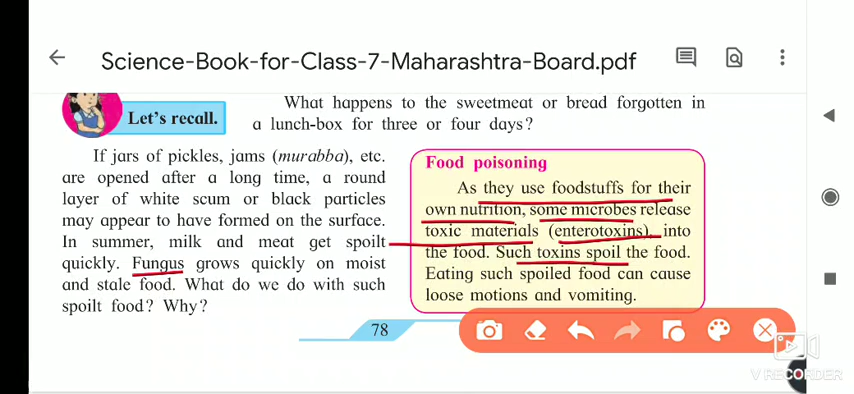 Science-Book-for-Class-7-Maharashtra-Board.pdf
Let's recall.
What happens to the sweetmeat or bread forgotten in
a lunch-box for three or four days?
If jars of pickles, jams (murabba), etc.
are opened after a long time, a round
layer of white scum or black particles
may appear to have formed on the surface.
In summer, milk and meat get spoilt
quickly. Fungus grows quickly on moist
and stale food. What do we do with such
spoilt food? Why?
Food poisoning
As they use foodstuffs for their
own nutrition, some microbes release
toxic materials (enterotoxins), into
the food. Such toxins spoil the food.
Eating such spoiled food can cause
loose motions and vomiting.
78
V RECORDER